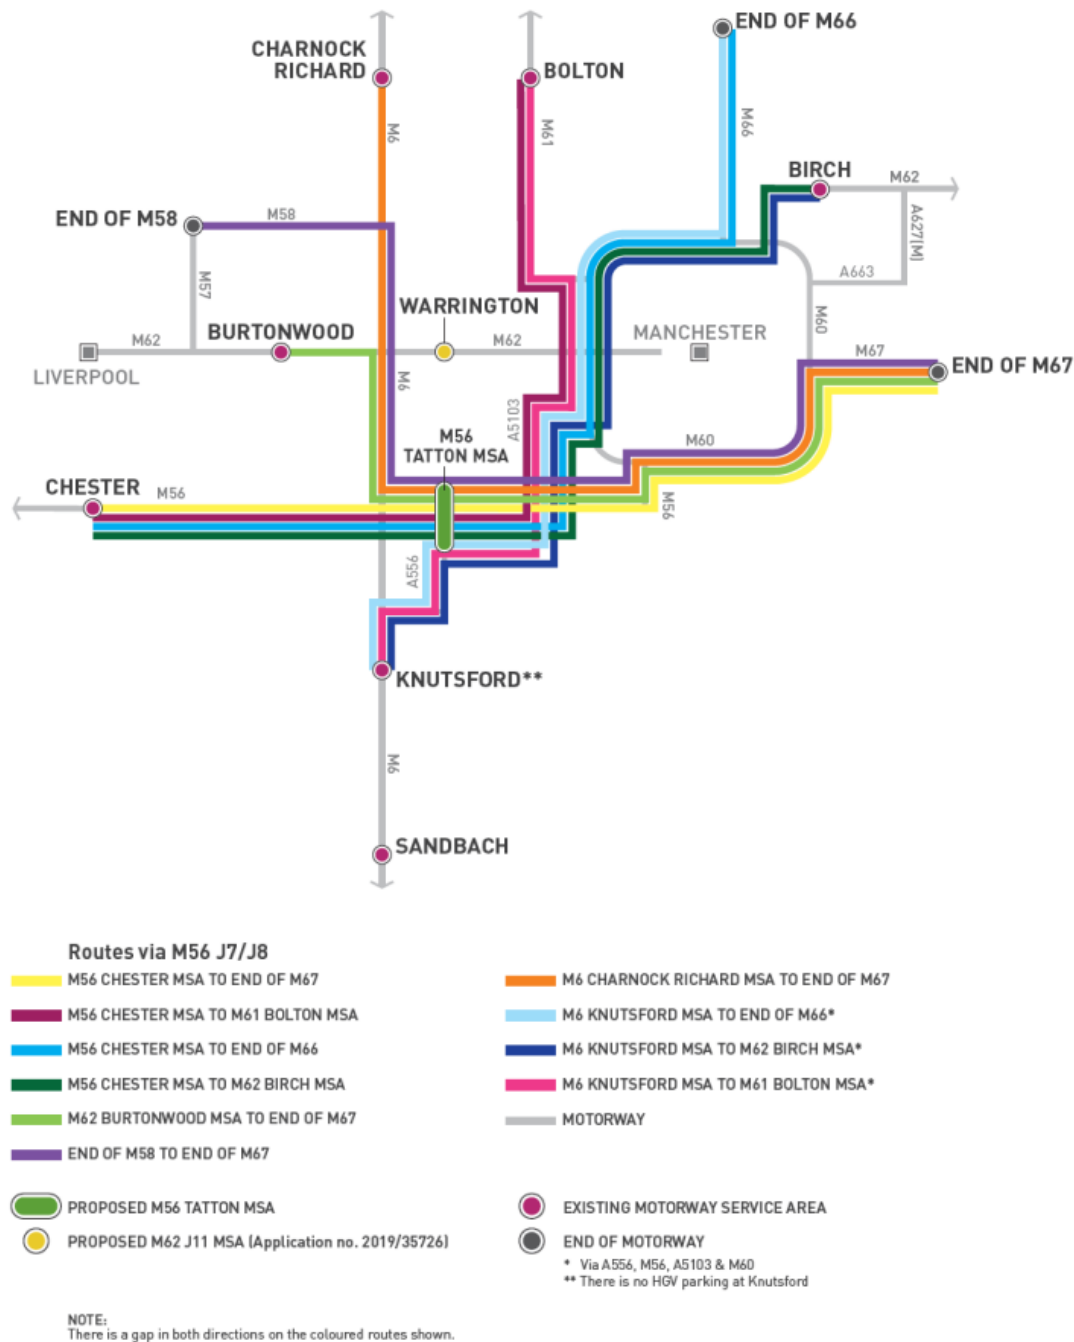 END OF M66
CHARNOCK
RICHARD
BOLTON
M6
M61
M66
BIRCH
M62
END OF M58
M58
A627(M)
M57
A663
WARRINGTON
M60
BURTONWOOD
MANCHESTER
M62
M62
M67
LIVERPOOL
END OF M67
M6
A5103
M56
TATTON MSA
M60
CHESTER
M56
M56
A556
KNUTSFORD**
M6
SANDBACH
Routes via M56 J7/J8
M56 CHESTER MSA TO END OF M67
M56 CHESTER MSA TO M61 BOLTON MSA
M56 CHESTER MSA TO END OF M66
M56 CHESTER MSA TO M62 BIRCH MSA
M62 BURTONWOOD MSA TO END OF M67
END OF M58 TO END OF M67
M6 CHARNOCK RICHARD MSA TO END OF M67
M6 KNUTSFORD MSA TO END OF M66*
M6 KNUTSFORD MSA TO M62 BIRCH MSA*
M6 KNUTSFORD MSA TO M61 BOLTON MSA*
MOTORWAY
PROPOSED M56 TATTON MSA
PROPOSED M62 J11 MSA (Application no. 2019/35726)
EXISTING MOTORWAY SERVICE AREA
END OF MOTORWAY
* Via A556, M56, A5103 & M60
** There is no HGV parking at Knutsford
NOTE:
There is a gap in both directions on the coloured routes shown.